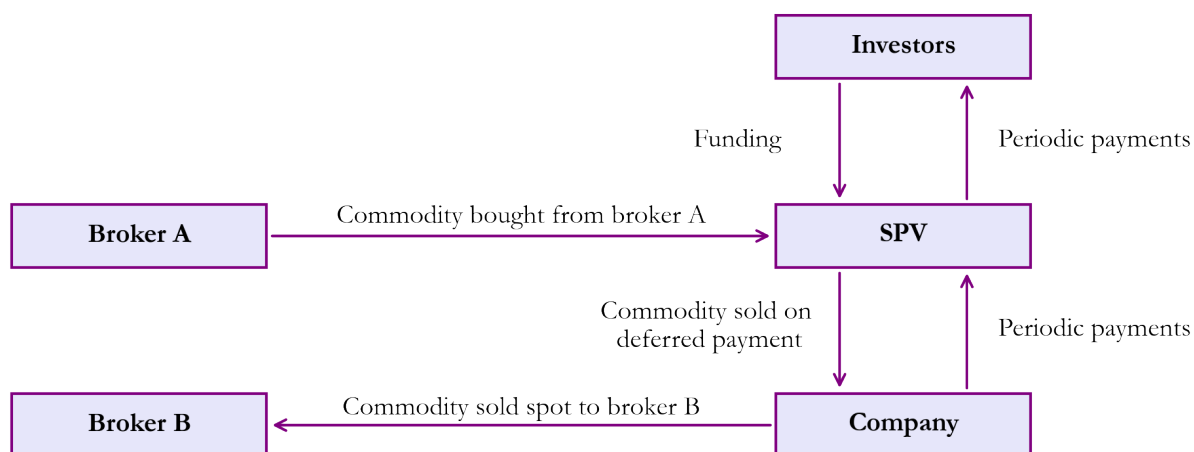 Investors
Funding
Periodic payments
Broker A
Commodity bought from broker A
SPV
Commodity sold on
deferred payment
Periodic payments
Broker B
Commodity sold spot to broker B
Company